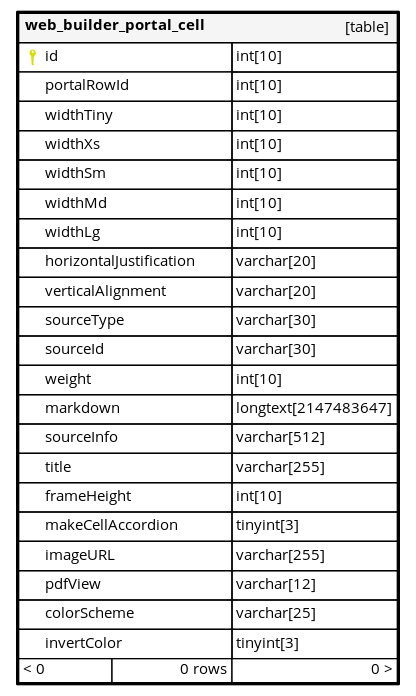 web_builder_portal_cell [table]
id int[10]
portalRowId int[10]
widthTiny int[10]
widthXs int[10]
widthSm int[10]
widthMd int[10]
widthLg int[10]
horizontalJustification varchar[20]
verticalAlignment varchar[20]
sourceType varchar[30]
sourceId varchar[30]
weight int[10]
markdown longtext[2147483647]
sourceInfo varchar[512]
title varchar[255]
frameHeight int[10]
makeCellAccordion tinyint[3]
imageURL varchar[255]
pdfView varchar[12]
colorScheme varchar[25]
invertColor tinyint[3]
< 0 0 rows 0 >